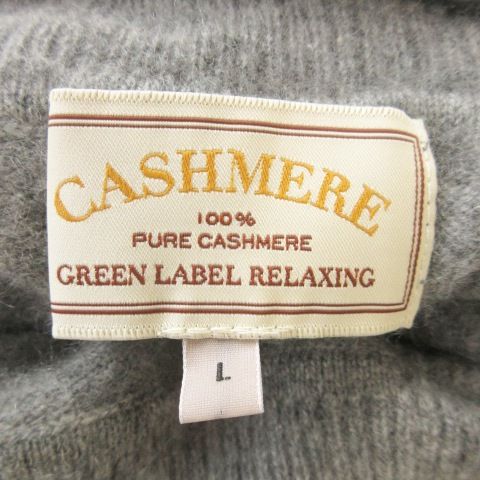 CASHMERE
100%
PURE CASHMERE
GREEN LABEL RELAXING
L